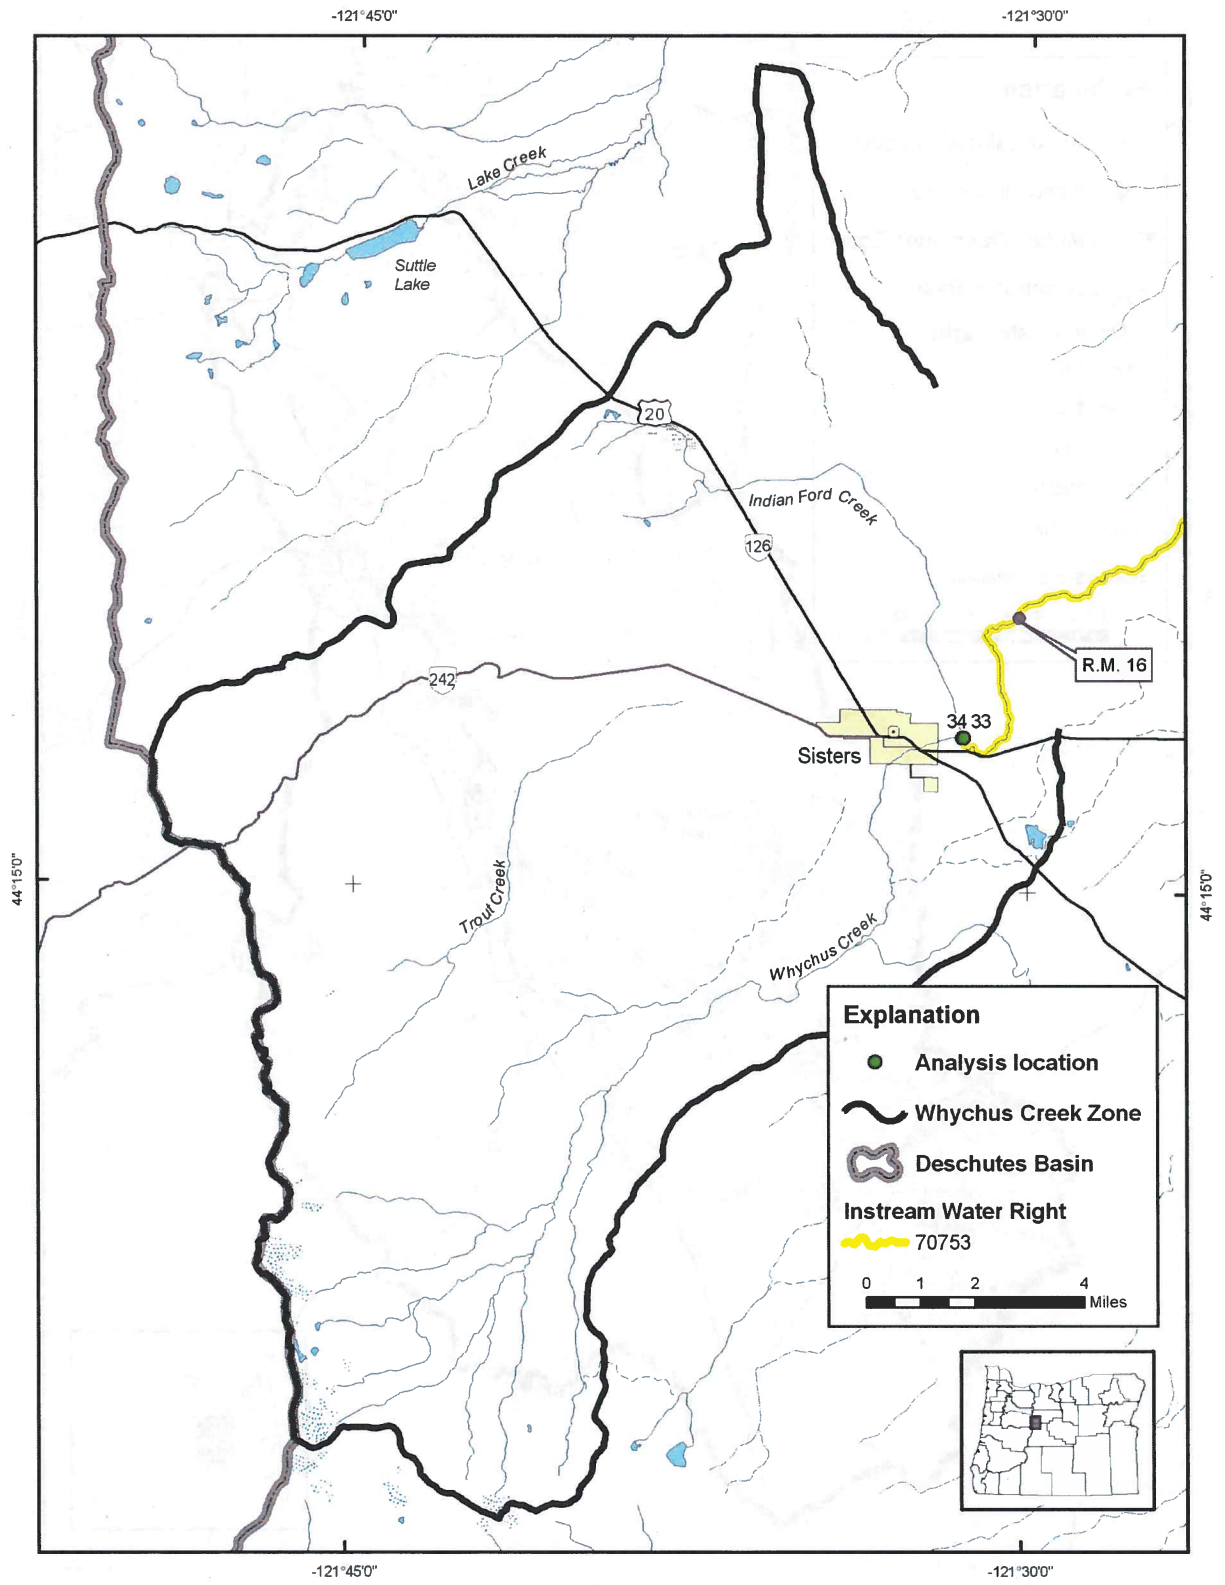 -121°45'0"
-121°30'0"
Lake Creek
Suttle
Lake
20
Indian Ford Creek
126
R.M. 16
242
34 33
Sisters
44°15'0"
44°15'0"
Trout Creek
Whychus Creek
Explanation
Analysis location
Whychus Creek Zone
Deschutes Basin
Instream Water Right
70753
0 1 2 4
Miles
-121°45'0"
-121°30'0"